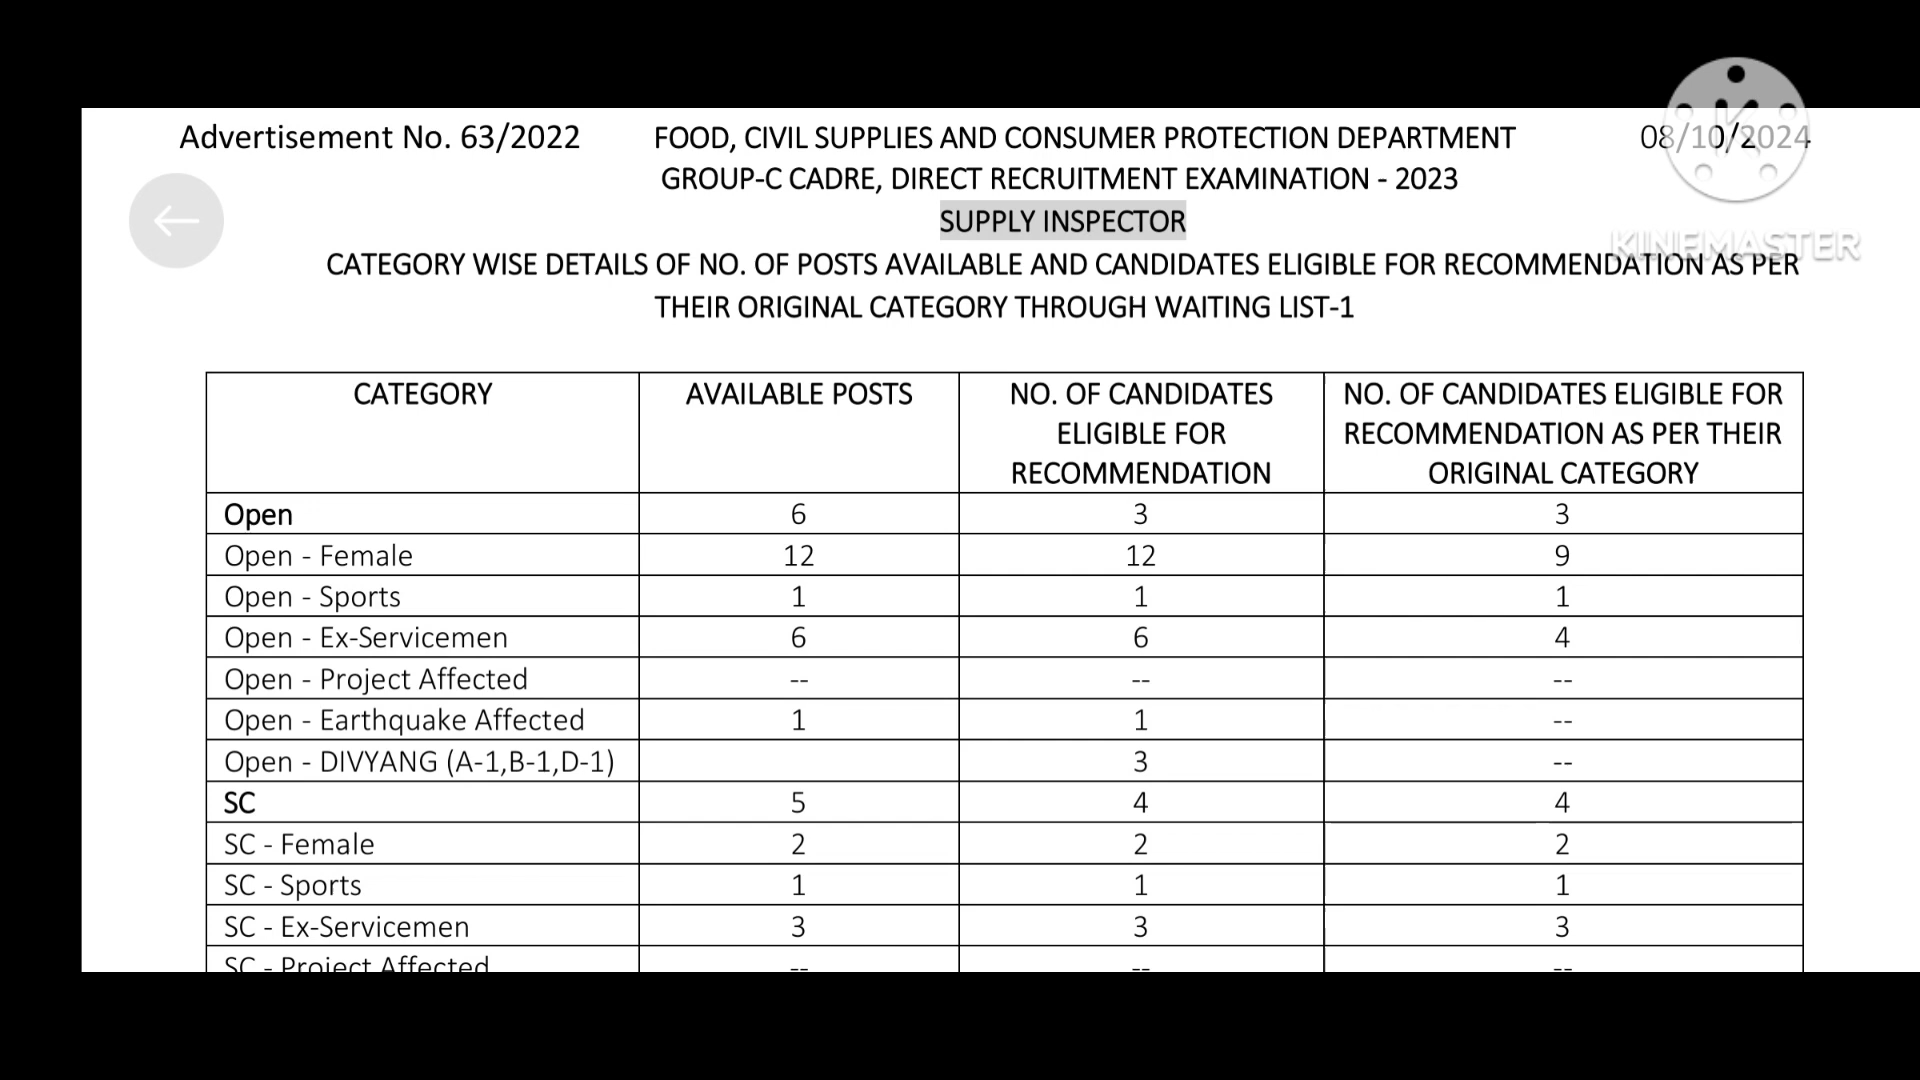 Advertisement No. 63/2022 FOOD, CIVIL SUPPLIES AND CONSUMER PROTECTION DEPARTMENT 08/10/2024
GROUP-C CADRE, DIRECT RECRUITMENT EXAMINATION - 2023
SUPPLY INSPECTOR
KINEMASTER
CATEGORY WISE DETAILS OF NO. OF POSTS AVAILABLE AND CANDIDATES ELIGIBLE FOR RECOMMENDATION AS PER
THEIR ORIGINAL CATEGORY THROUGH WAITING LIST-1
CATEGORY AVAILABLE POSTS NO. OF CANDIDATES NO. OF CANDIDATES ELIGIBLE FOR
ELIGIBLE FOR RECOMMENDATION AS PER THEIR
RECOMMENDATION ORIGINAL CATEGORY
Open 6 3 3
Open - Female 12 12 9
Open - Sports 1 1 1
Open - Ex-Servicemen 6 6 4
Open - Project Affected -- -- --
Open - Earthquake Affected 1 1 --
Open - DIVYANG (A-1,B-1,D-1) 3 --
SC 5 4 4
SC - Female 2 2 2
SC - Sports 1 1 1
SC - Ex-Servicemen 3 3 3
SC - Project Affected -- -- --